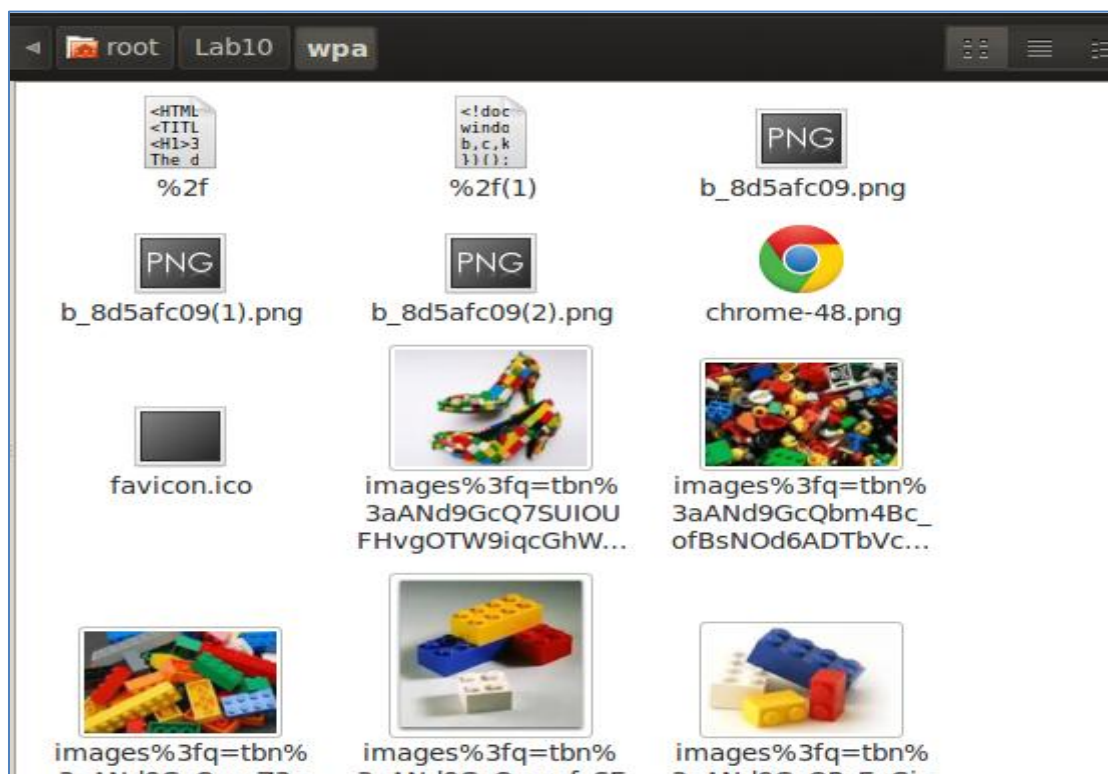 root Lab10 wpa
<HTML
<TITL
<H1>3
The d
%2f
<!doc
windo
b,c,k
})();
%2f(1)
PNG
b_8d5afc09.png
PNG
b_8d5afc09(1).png
PNG
b_8d5afc09(2).png
chrome-48.png
favicon.ico
images%3fq=tbn%
3aANd9GcQ7SUIOU
FHvgOTW9iqcGhW...
images%3fq=tbn%
3aANd9GcQbm4Bc_
ofBsNOd6ADTbVc...
images%3fq=tbn%
images%3fq=tbn%
images%3fq=tbn%